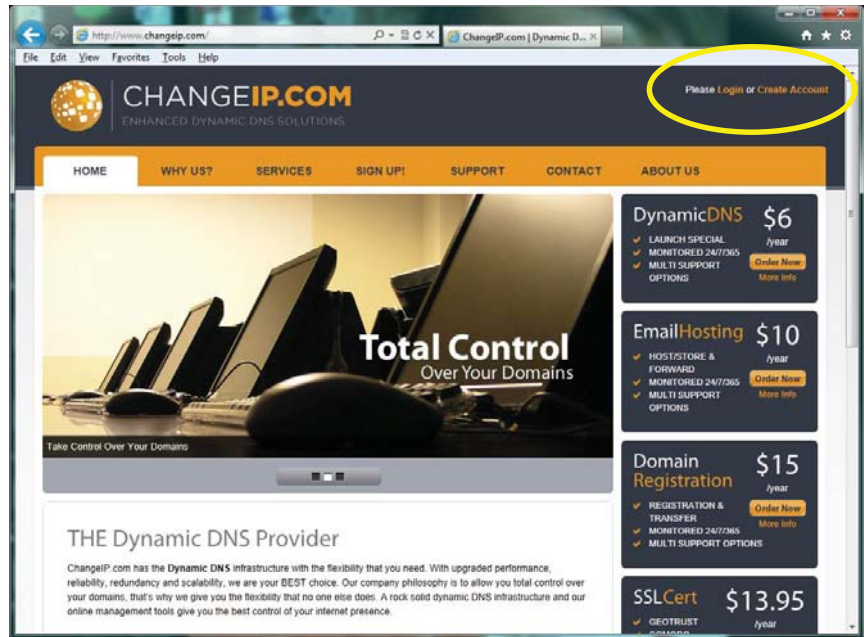 http://www.changeip.com/
ChangeIP.com | Dynamic D...
File Edit View Favorites Tools Help
Please Login or Create Account
CHANGEIP.COM
ENHANCED DYNAMIC DNS SOLUTIONS
HOME WHY US? SERVICES SIGN UP! SUPPORT CONTACT ABOUT US
Total Control
Over Your Domains
Take Control Over Your Domains
DynamicDNS $6
/year
LAUNCH SPECIAL
MONITORED 24/7/365
MULTI SUPPORT
OPTIONS
Order Now
More Info
EmailHosting $10
/year
HOST/STORE &
FORWARD
MONITORED 24/7/365
MULTI SUPPORT
OPTIONS
Order Now
More Info
Domain
Registration $15
/year
REGISTRATION &
TRANSFER
MONITORED 24/7/365
MULTI SUPPORT OPTIONS
Order Now
More Info
SSLCert $13.95
/year
GEOTRUST
THE Dynamic DNS Provider
ChangeIP.com has the Dynamic DNS infrastructure with the flexibility that you need. With upgraded performance,
reliability, redundancy and scalability, we are your BEST choice. Our company philosophy is to allow you total control over
your domains, that's why we give you the flexibility that no one else does. A rock solid dynamic DNS infrastructure and our
online management tools give you the best control of your internet presence.